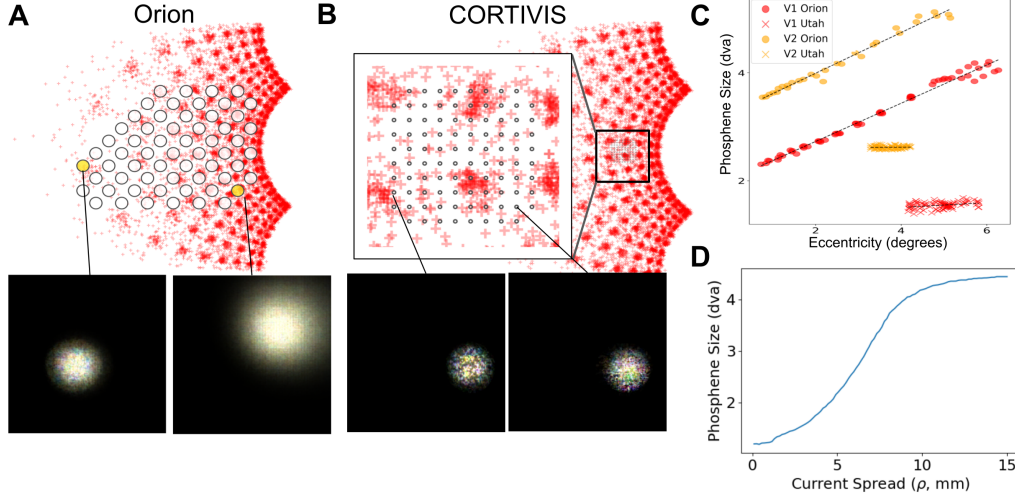 A
Orion
B
CORTIVIS
C
V1 Orion
V1 Utah
V2 Orion
V2 Utah
Phosphene Size (dva)
4
2
2
4
6
Eccentricity (degrees)
D
Phosphene Size (dva)
4
3
2
0
5
10
15
Current Spread (ρ, mm)